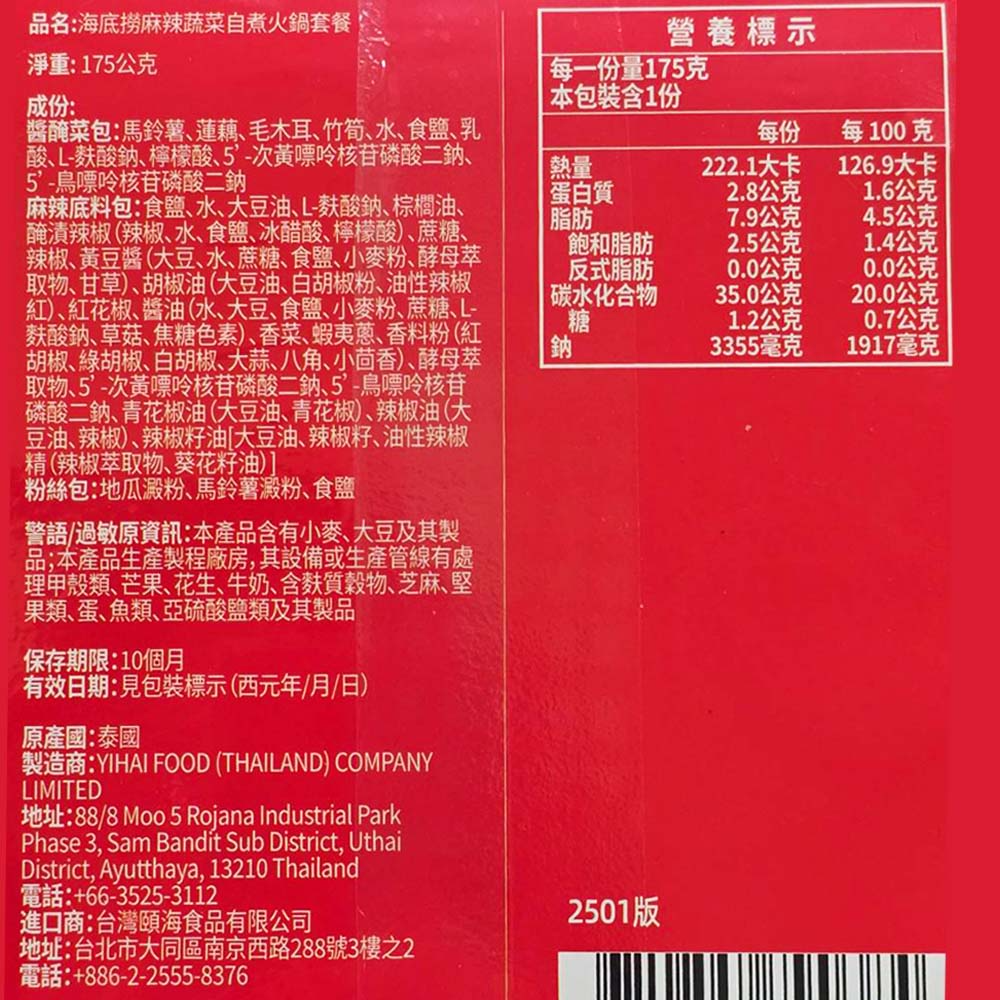 品名:海底撈麻辣蔬菜自煮火鍋套餐
淨重:175公克
成份:
醬醃菜包:馬鈴薯、蓮藕、毛木耳、竹筍、水、食鹽、乳
酸、L-麩酸鈉、檸檬酸、5’-次黃嘌呤核苷磷酸二鈉、
5’-鳥嘌呤核苷磷酸二鈉
麻辣底料包:食鹽、水、大豆油、L-麩酸鈉、棕櫚油、
醃漬辣椒(辣椒、水、食鹽、冰醋酸、檸檬酸)、蔗糖、
辣椒、黃豆醬(大豆、水、蔗糖、食鹽、小麥粉、酵母萃
取物、甘草)、胡椒油(大豆油、白胡椒粉、油性辣椒
紅)、紅花椒、醬油(水、大豆、食鹽、小麥粉、蔗糖、L-
麩酸鈉、草菇、焦糖色素)、香菜、蝦夷蔥、香料粉(紅
胡椒、綠胡椒、白胡椒、大蒜、八角、小茴香)、酵母萃
取物、5’-次黃嘌呤核苷磷酸二鈉、5’-鳥嘌呤核苷
磷酸二鈉、青花椒油(大豆油、青花椒)、辣椒油(大
豆油、辣椒)、辣椒籽油[大豆油、辣椒籽、油性辣椒
精(辣椒萃取物、葵花籽油)]
粉絲包:地瓜澱粉、馬鈴薯澱粉、食鹽
警語/過敏原資訊:本產品含有小麥、大豆及其製
品;本產品生產製程廠房,其設備或生產管線有處
理甲殼類、芒果、花生、牛奶、含麩質穀物、芝麻、堅
果類、蛋、魚類、亞硫酸鹽類及其製品
保存期限:10個月
有效日期:見包裝標示(西元年/月/日)
原產國:泰國
製造商:YIHAI FOOD (THAILAND) COMPANY
LIMITED
地址:88/8 Moo 5 Rojana Industrial Park
Phase 3, Sam Bandit Sub District, Uthai
District, Ayutthaya, 13210 Thailand
電話:+66-3525-3112
進口商:台灣頤海食品有限公司
地址:台北市大同區南京西路288號3樓之2
電話:+886-2-2555-8376
營養標示
每一份量175克
本包裝含1份
每份 每100克
熱量 222.1大卡 126.9大卡
蛋白質 2.8公克 1.6公克
脂肪 7.9公克 4.5公克
飽和脂肪 2.5公克 1.4公克
反式脂肪 0.0公克 0.0公克
碳水化合物 35.0公克 20.0公克
糖 1.2公克 0.7公克
鈉 3355毫克 1917毫克
2501版